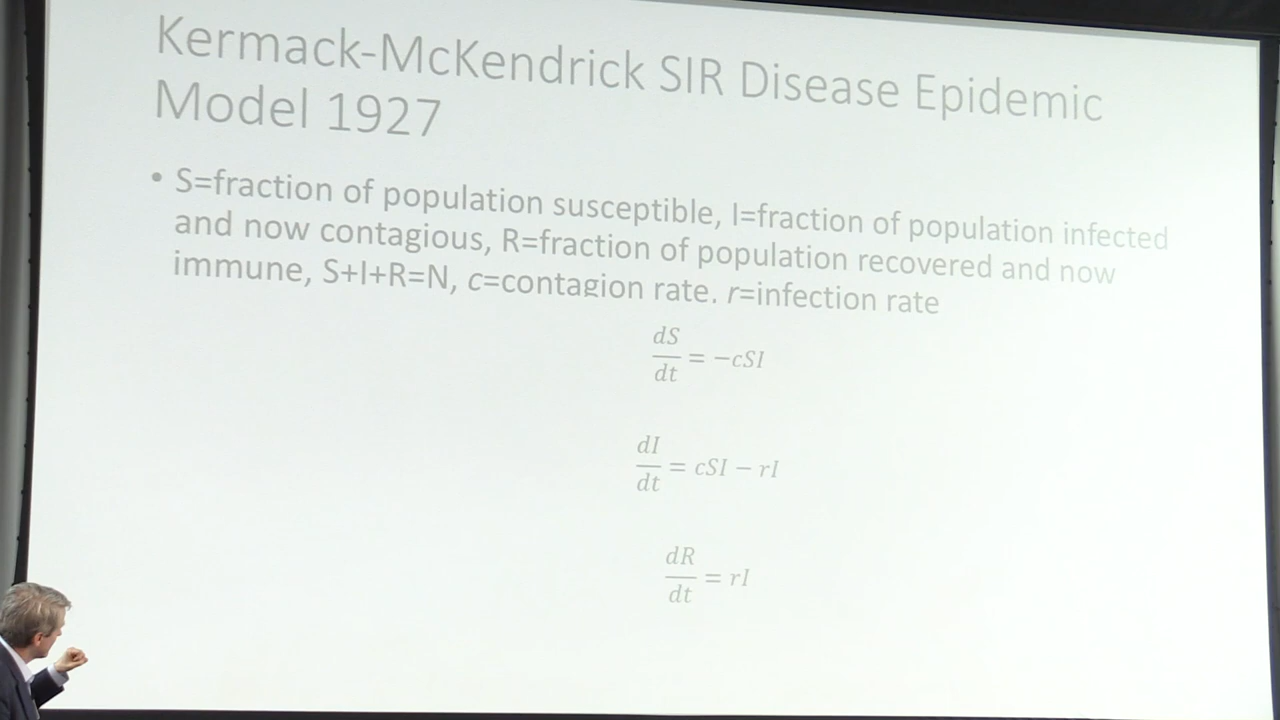 Kermack-McKendrick SIR Disease Epidemic
Model 1927
• S=fraction of population susceptible, I=fraction of population infected
and now contagious, R=fraction of population recovered and now
immune, S+I+R=N, c=contagion rate, r=infection rate
dS/dt = −cSI
dI/dt = cSI − rI
dR/dt = rI